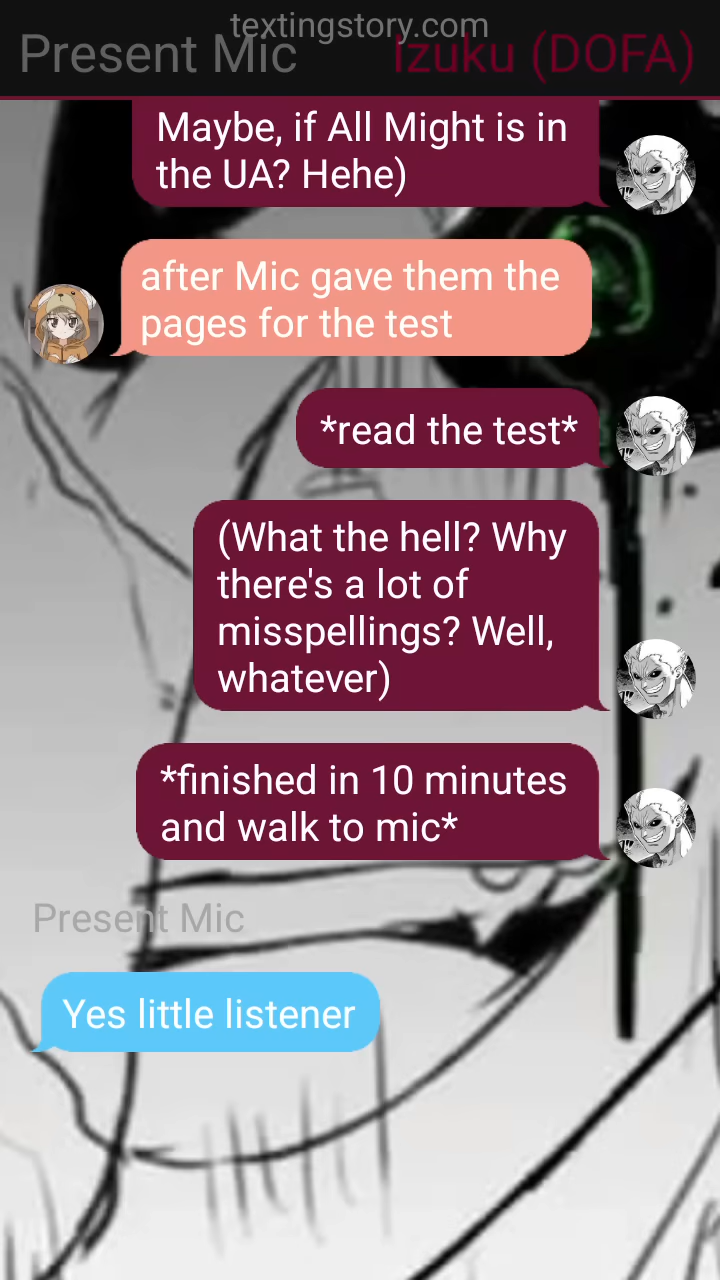 textingstory.com
Present Mic
Izuku (DOFA)
Maybe, if All Might is in
the UA? Hehe)
after Mic gave them the
pages for the test
*read the test*
(What the hell? Why
there's a lot of
misspellings? Well,
whatever)
*finished in 10 minutes
and walk to mic*
Present Mic
Yes little listener